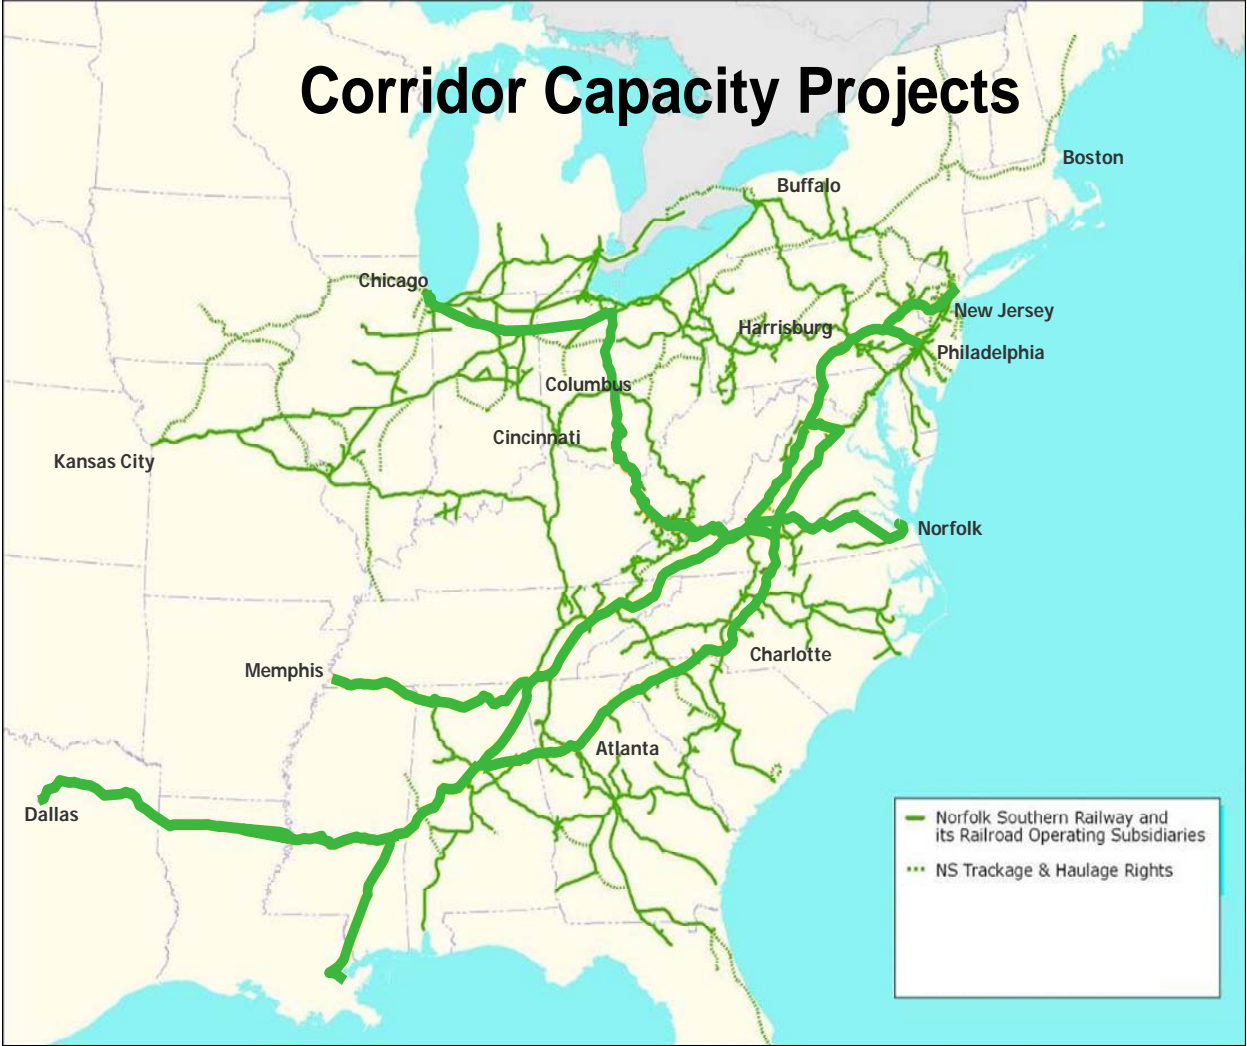 Corridor Capacity Projects
Boston
Buffalo
Chicago
New Jersey
Harrisburg
Philadelphia
Columbus
Cincinnati
Kansas City
Norfolk
Charlotte
Memphis
Atlanta
Dallas
Norfolk Southern Railway and
its Railroad Operating Subsidiaries
NS Trackage & Haulage Rights